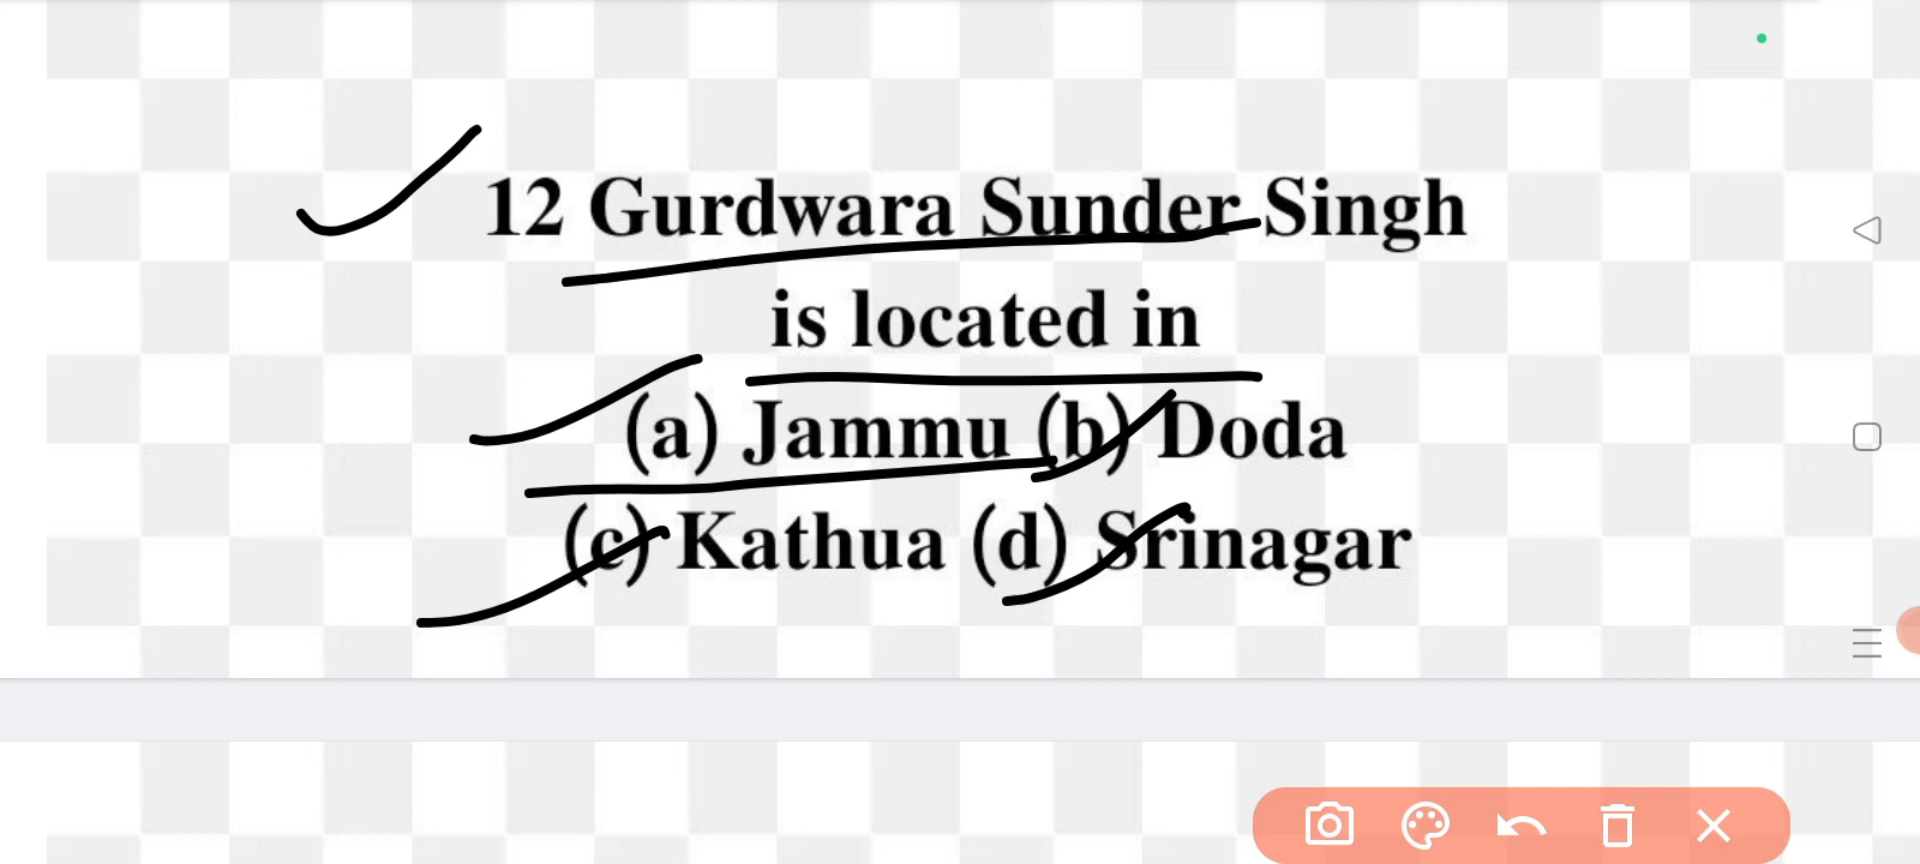 12 Gurdwara Sunder Singh
is located in
(a) Jammu (b) Doda
(c) Kathua (d) Srinagar